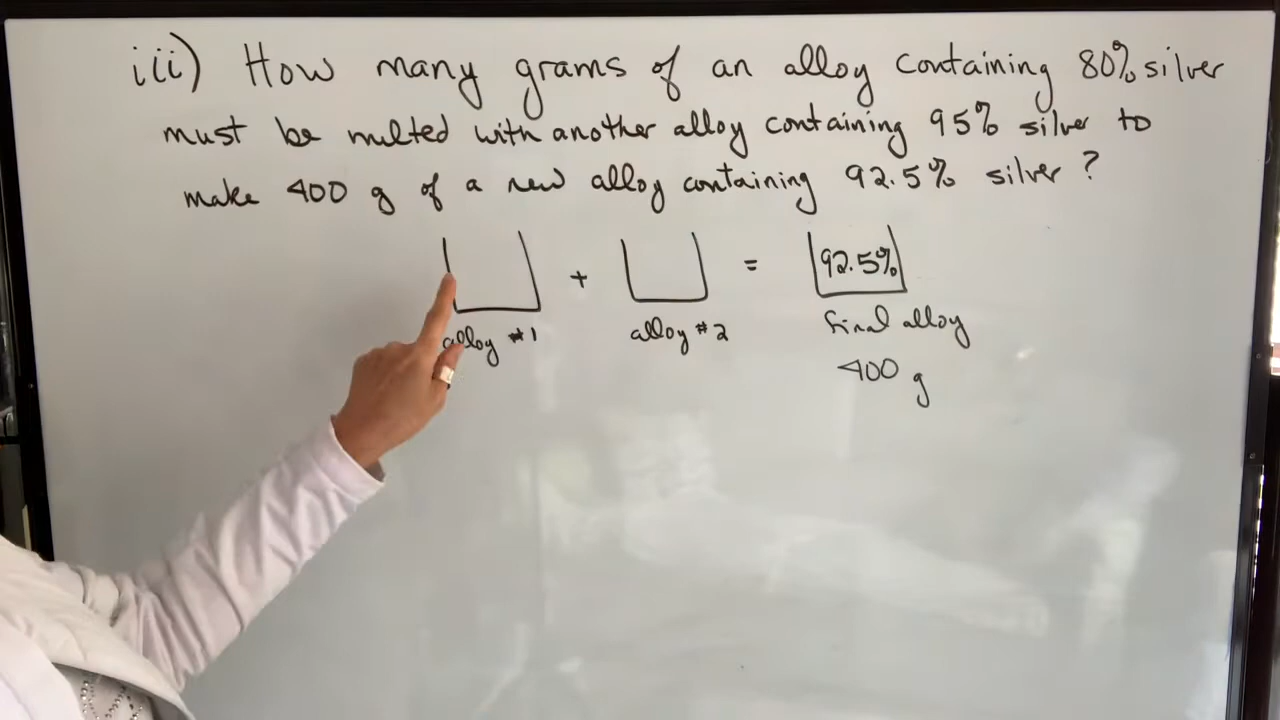 iii) How many grams of an alloy containing 80% silver
must be melted with another alloy containing 95% silver to
make 400 g of a new alloy containing 92.5% silver ?
+ = 92.5%
alloy #1 alloy #2 final alloy
400 g